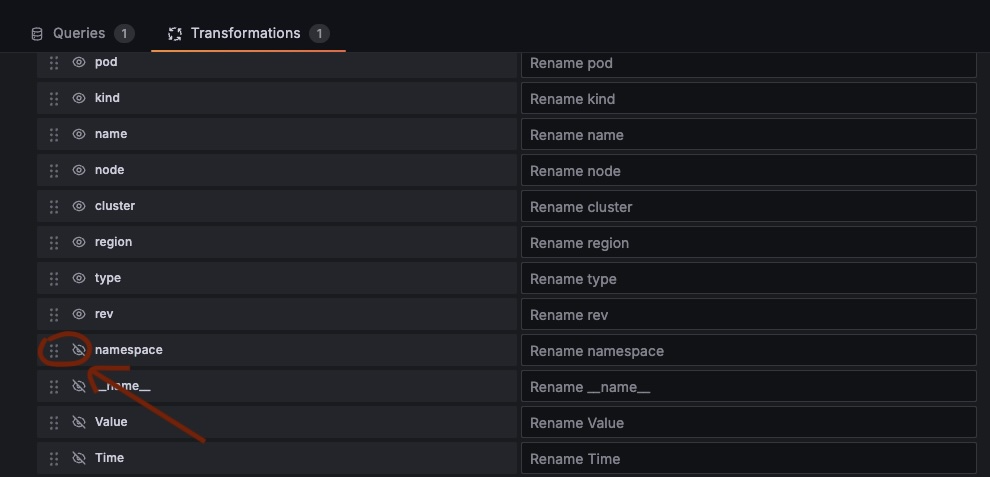 Queries 1 Transformations 1
pod Rename pod
kind Rename kind
name Rename name
node Rename node
cluster Rename cluster
region Rename region
type Rename type
rev Rename rev
namespace Rename namespace
__name__ Rename __name__
Value Rename Value
Time Rename Time